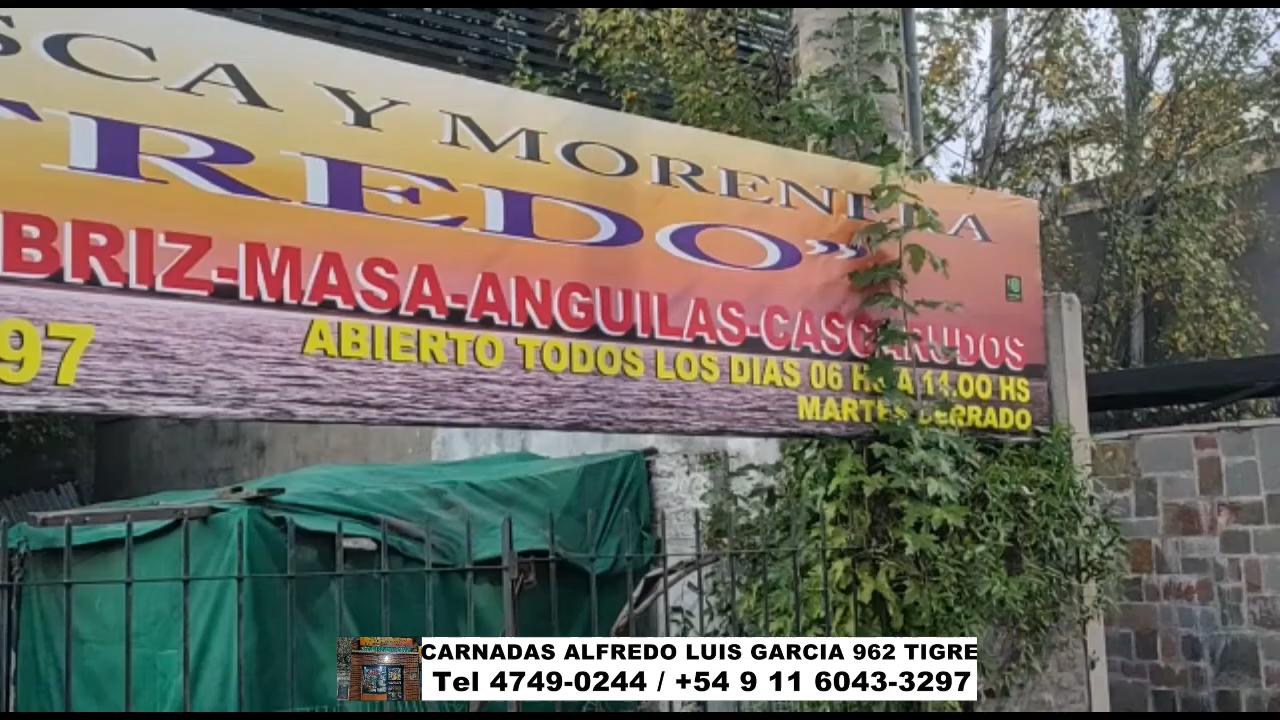 SCA Y MORENITA
FREDO”
BRIZ-MASA-ANGUILAS-CASCARUDOS
97
ABIERTO TODOS LOS DIAS 06 HS A 14.00 HS
MARTES CERRADO
CARNADAS ALFREDO LUIS GARCIA 962 TIGRE
Tel 4749-0244 / +54 9 11 6043-3297